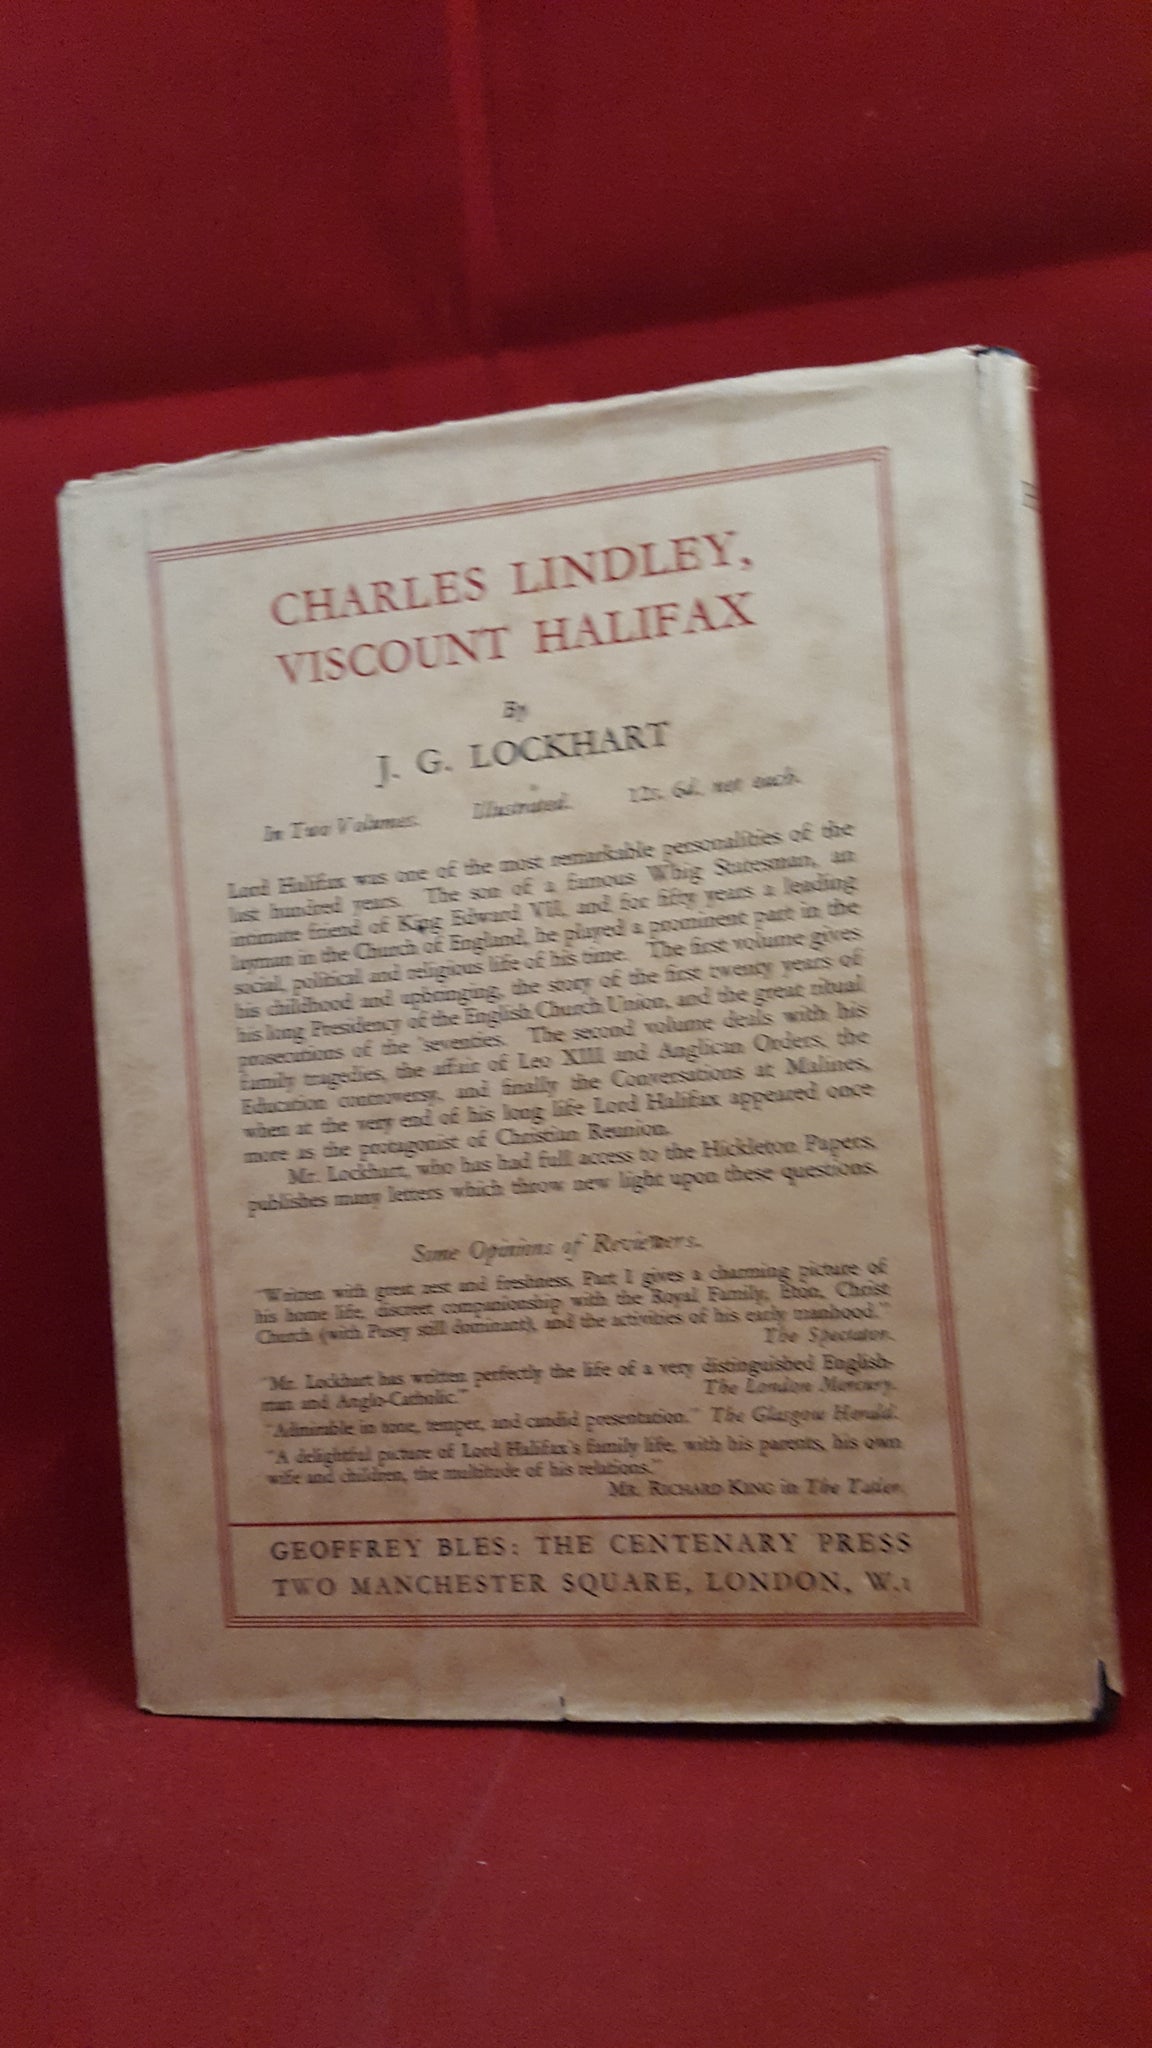 CHARLES LINDLEY,
VISCOUNT HALIFAX
By
J. G. LOCKHART
In Two Volumes. Illustrated. 12s. 6d. net each.
Lord Halifax was one of the most remarkable personalities of the
last hundred years. The son of a famous Whig Statesman, an
intimate friend of King Edward VII, and for fifty years a leading
layman in the Church of England, he played a prominent part in the
social, political and religious life of his time. The first volume gives
his childhood and upbringing, the story of the first twenty years of
his long Presidency of the English Church Union, and the great ritual
prosecutions of the 'seventies. The second volume deals with his
family tragedies, the affair of Leo XIII and Anglican Orders, the
Education controversy, and finally the Conversations at Malines,
when at the very end of his long life Lord Halifax appeared once
more as the protagonist of Christian Reunion.
Mr. Lockhart, who has had full access to the Hickleton Papers,
publishes many letters which throw new light upon these questions.
Some Opinions of Reviewers.
"Written with great zest and freshness. Part I gives a charming picture of
his home life, discreet companionship with the Royal Family, Eton, Christ
Church (with Pusey still dominant), and the activities of his early manhood."
The Spectator.
"Mr. Lockhart has written perfectly the life of a very distinguished English-
man and Anglo-Catholic." The London Mercury.
"Admirable in tone, temper, and candid presentation." The Glasgow Herald.
"A delightful picture of Lord Halifax's family life, with his parents, his own
wife and children, the multitude of his relations."
MR. RICHARD KING in The Tatler.
GEOFFREY BLES: THE CENTENARY PRESS
TWO MANCHESTER SQUARE, LONDON, W.1